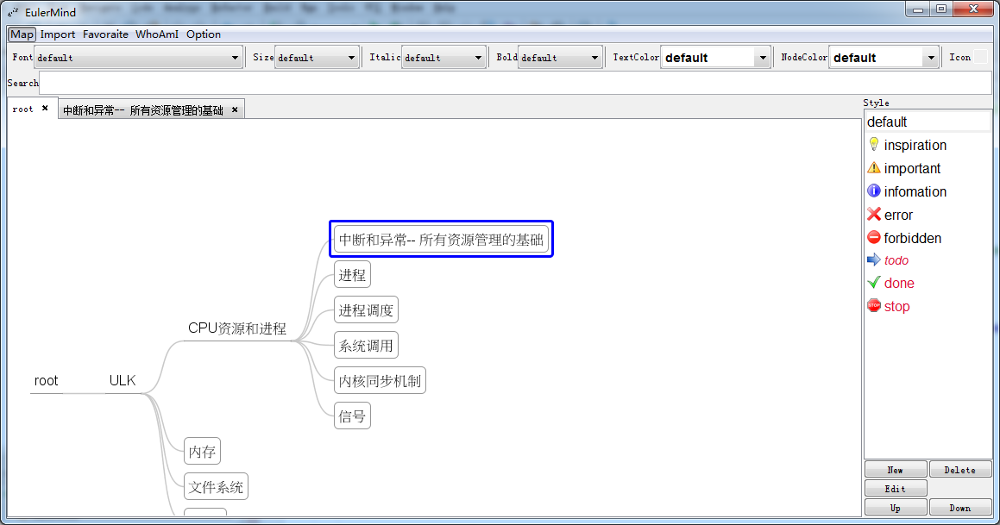 EulerMind
Map Import Favoraite WhoAmI Option
Font default Size default Italic default Bold default TextColor default NodeColor default Icon
Search
root 中断和异常-- 所有资源管理的基础
Style
default
inspiration
important
infomation
error
forbidden
todo
done
stop
中断和异常-- 所有资源管理的基础
进程
进程调度
CPU资源和进程
系统调用
root ULK
内核同步机制
信号
内存
文件系统
New Delete
Edit
Up Down